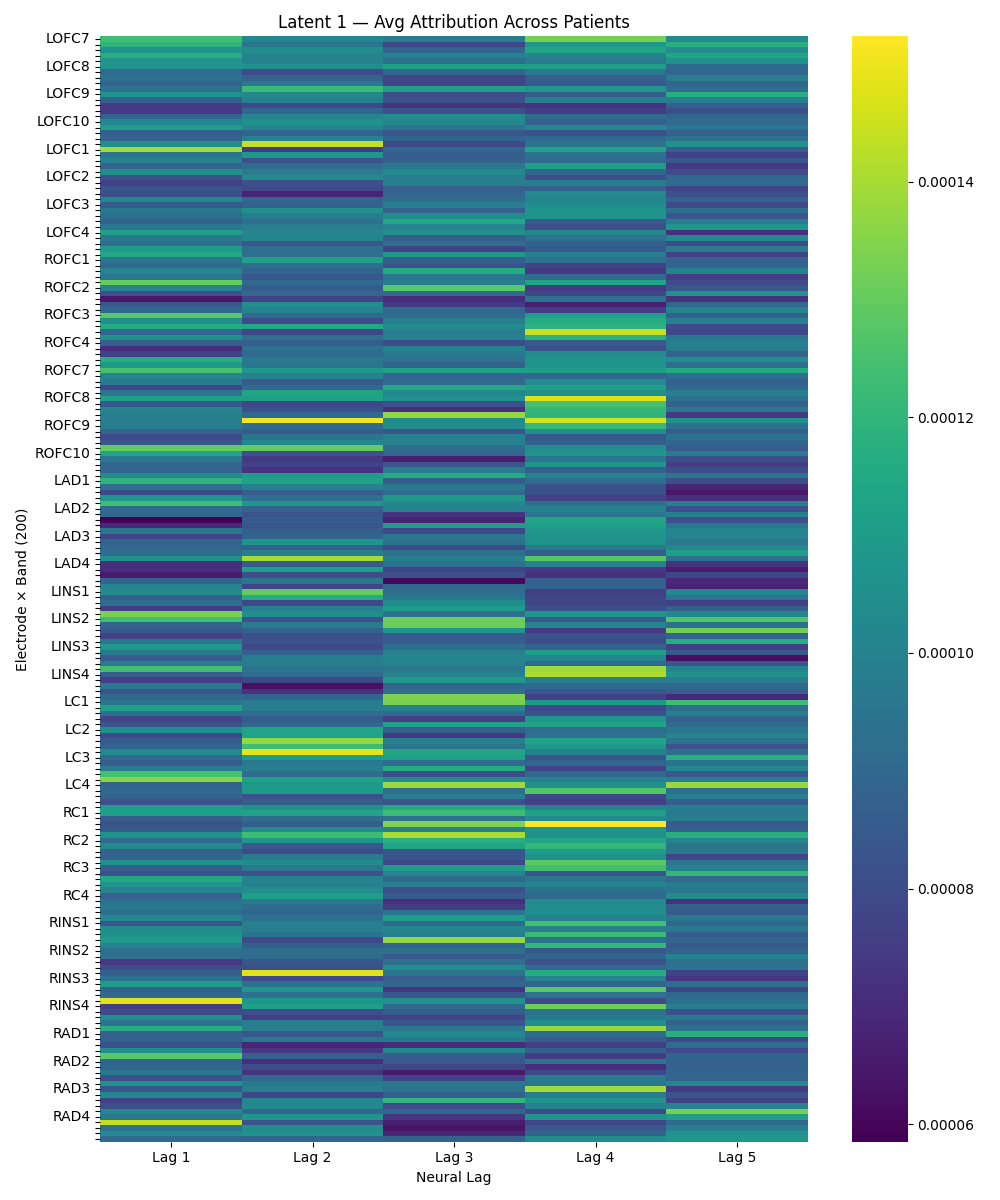 Latent 1 — Avg Attribution Across Patients
Electrode × Band (200)
LOFC7
LOFC8
LOFC9
LOFC10
LOFC1
LOFC2
LOFC3
LOFC4
ROFC1
ROFC2
ROFC3
ROFC4
ROFC7
ROFC8
ROFC9
ROFC10
LAD1
LAD2
LAD3
LAD4
LINS1
LINS2
LINS3
LINS4
LC1
LC2
LC3
LC4
RC1
RC2
RC3
RC4
RINS1
RINS2
RINS3
RINS4
RAD1
RAD2
RAD3
RAD4
Lag 1 Lag 2 Lag 3 Lag 4 Lag 5
Neural Lag
0.00014
0.00012
0.00010
0.00008
0.00006